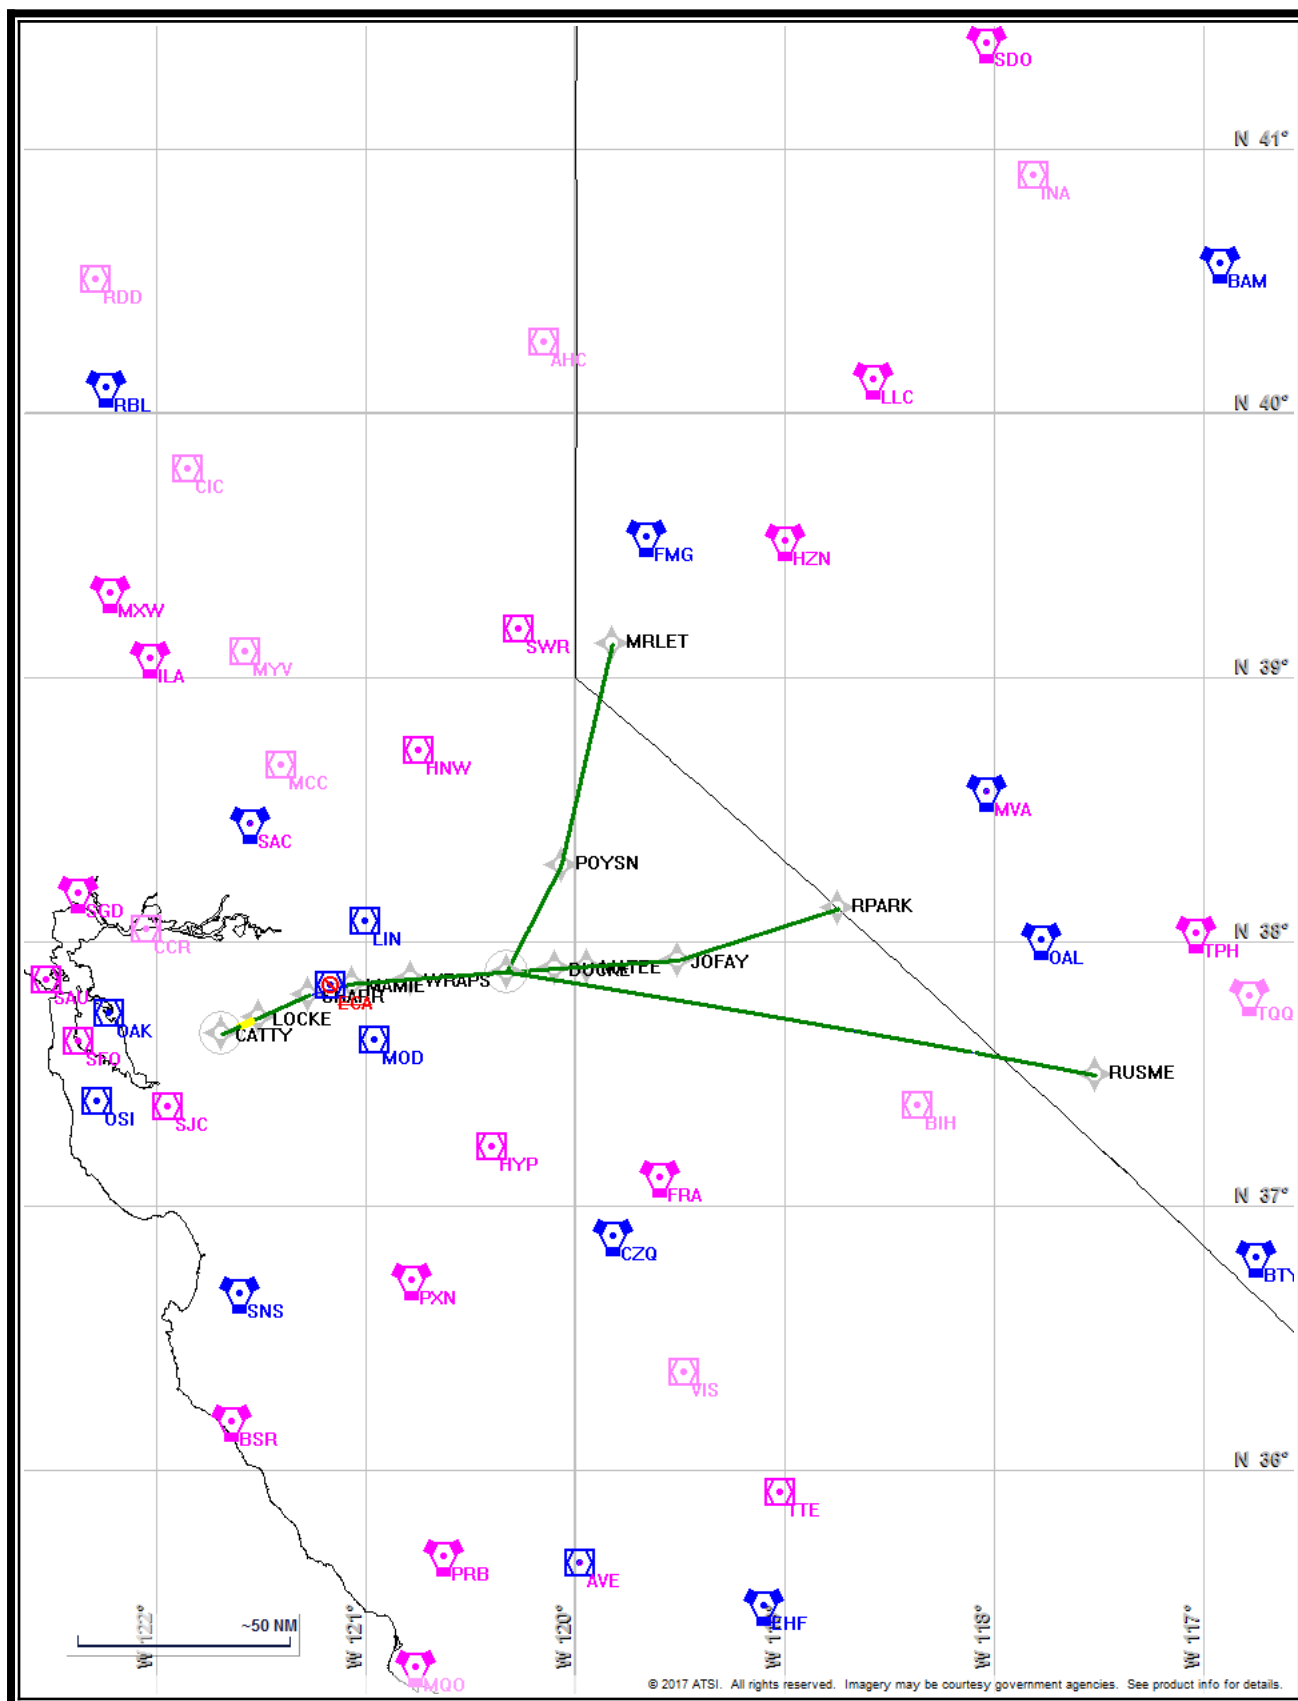 SDO
N 41°
INA
BAM
RDD
AHC
LLC
RBL
N 40°
CIC
FMG
HZN
MXW
SWR
MRLET
MYV
ILA
N 39°
HNW
MCC
MVA
SAC
POYSN
RPARK
SGD
LIN
CCR
TPH
N 38°
OAL
JOFAY
WRAPS
MAMIE
ECA
SAU
TQQ
LOCKE
OAK
CATTY
SFO
MOD
RUSME
OSI
SJC
BIH
HYP
FRA
N 37°
CZQ
BTY
PXN
SNS
VIS
BSR
N 36°
TTE
PRB
AVE
EHF
~50 NM
W 122°
W 121°
W 120°
W 118°
W 117°
MQO
© 2017 ATSI. All rights reserved. Imagery may be courtesy government agencies. See product info for details.